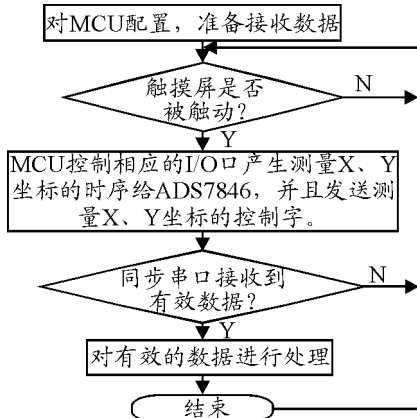 对MCU配置，准备接收数据
触摸屏是否
被触动？
N
Y
MCU控制相应的I/O口产生测量X、Y
坐标的时序给ADS7846，并且发送测
量X、Y坐标的控制字。
同步串口接收到
有效数据？
N
Y
对有效的数据进行处理
结束